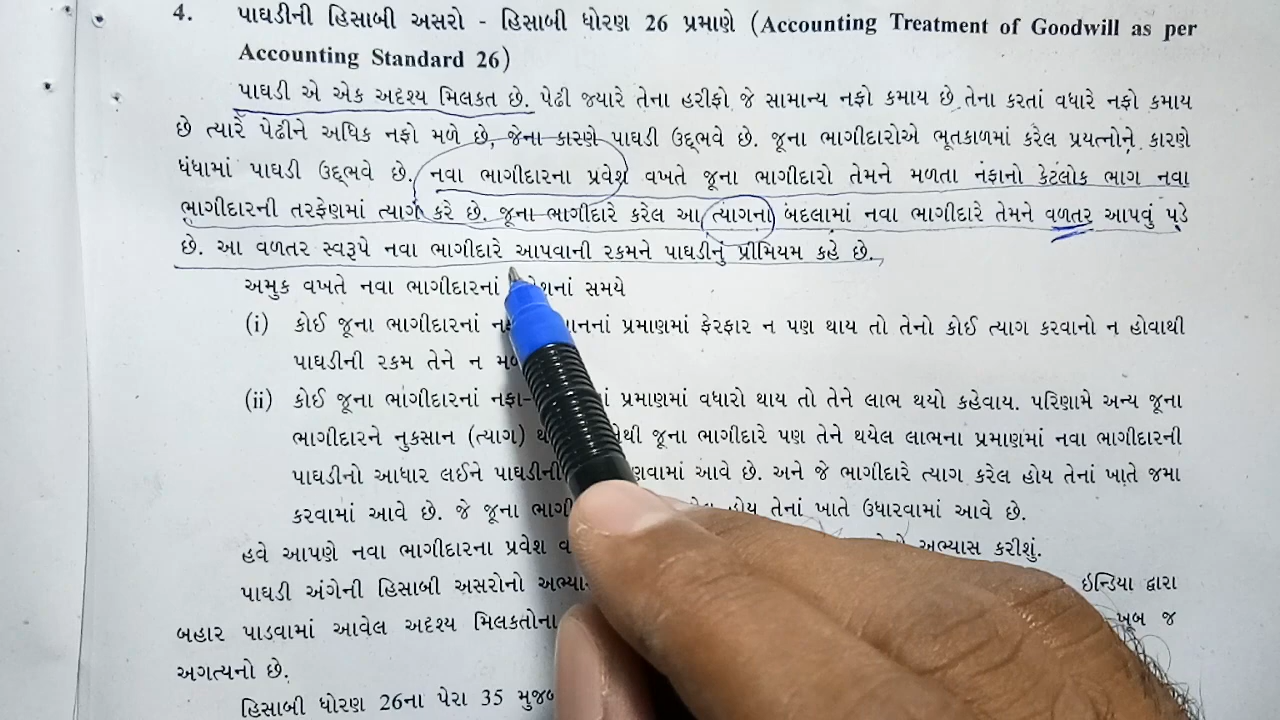 4. પાઘડીની હિસાબી અસરો - હિસાબી ધોરણ 26 પ્રમાણે (Accounting Treatment of Goodwill as per
Accounting Standard 26)
પાઘડી એ એક અદૃશ્ય મિલકત છે. પેઢી જ્યારે તેના હરીફો જે સામાન્ય નફો કમાય છે તેના કરતાં વધારે નફો કમાય
છે ત્યારે પેઢીને અધિક નફો મળે છે, જેના કારણે પાઘડી ઉદ્દભવે છે. જૂના ભાગીદારોએ ભૂતકાળમાં કરેલ પ્રયત્નોને કારણે
ધંધામાં પાઘડી ઉદ્દભવે છે. નવા ભાગીદારના પ્રવેશ વખતે જૂના ભાગીદારો તેમને મળતા નફાનો કેટલોક ભાગ નવા
ભાગીદારની તરફેણમાં ત્યાગ કરે છે. જૂના ભાગીદારે કરેલ આ ત્યાગના બદલામાં નવા ભાગીદારે તેમને વળતર આપવું પડે
છે. આ વળતર સ્વરૂપે નવા ભાગીદારે આપવાની રકમને પાઘડીનું પ્રીમિયમ કહે છે.
અમુક વખતે નવા ભાગીદારનાં સમયે
(i) કોઈ જૂના ભાગીદારનાં પ્રમાણમાં ફેરફાર ન પણ થાય તો તેનો કોઈ ત્યાગ કરવાનો ન હોવાથી
પાઘડીની રકમ તેને ન
(ii) કોઈ જૂના ભાગીદારનાં નફા- પ્રમાણમાં વધારો થાય તો તેને લાભ થયો કહેવાય. પરિણામે અન્ય જૂના
ભાગીદારને નુકસાન (ત્યાગ) જૂના ભાગીદારે પણ તેને થયેલ લાભના પ્રમાણમાં નવા ભાગીદારની
પાઘડીનો આધાર લઈને પાઘડીની આવે છે. અને જે ભાગીદારે ત્યાગ કરેલ હોય તેનાં ખાતે જમા
કરવામાં આવે છે. જે જૂના હોય તેનાં ખાતે ઉધારવામાં આવે છે.
હવે આપણે નવા ભાગીદારના પ્રવેશ અભ્યાસ કરીશું.
પાઘડી અંગેની હિસાબી અસરોનો ઇન્ડિયા દ્વારા
બહાર પાડવામાં આવેલ અદૃશ્ય મિલકતોના ખૂબ જ
અગત્યનો છે.
હિસાબી ધોરણ 26ના પેરા 35